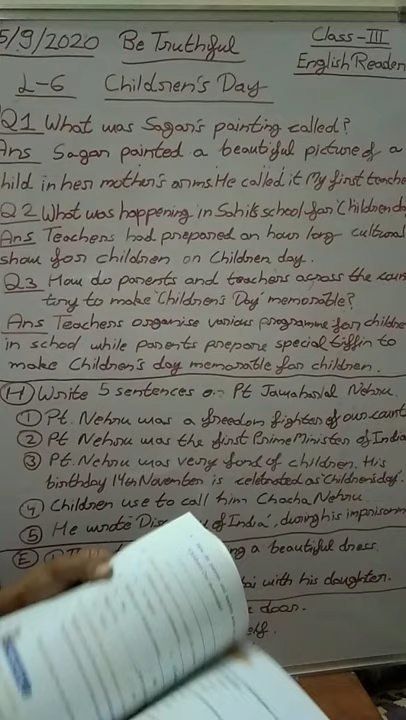 5/9/2020 Be Truthful Class-III
English Reader
L-6 Children's Day
Q1 What was Sagar's painting called?
Ans Sagar painted a beautiful picture of a
hild in her mother's arms. He called it My first teache
Q2 What was happening in Sahil's school for 'Children's d
Ans Teachers had prepared an hour long cultural
show for children on Children day.
Q3 How do parents and teachers across the coun
try to make 'Children's Day' memorable?
Ans Teachers organise various programme for childre
in school while parents prepare special tiffin to
make Children's day memorable for children.
(H) Write 5 sentences on Pt Jawaharlal Nehru.
① Pt. Nehru was a freedom fighter of our count
② Pt Nehru was the first Prime Minister of India
③ Pt. Nehru was very fond of children. His
birthday 14th November is celebrated as 'Children's day'.
④ Children use to call him Chacha Nehru
⑤ He wrote of India', during his imprisonm
(E) a beautiful dress.
with his daughter.
door.